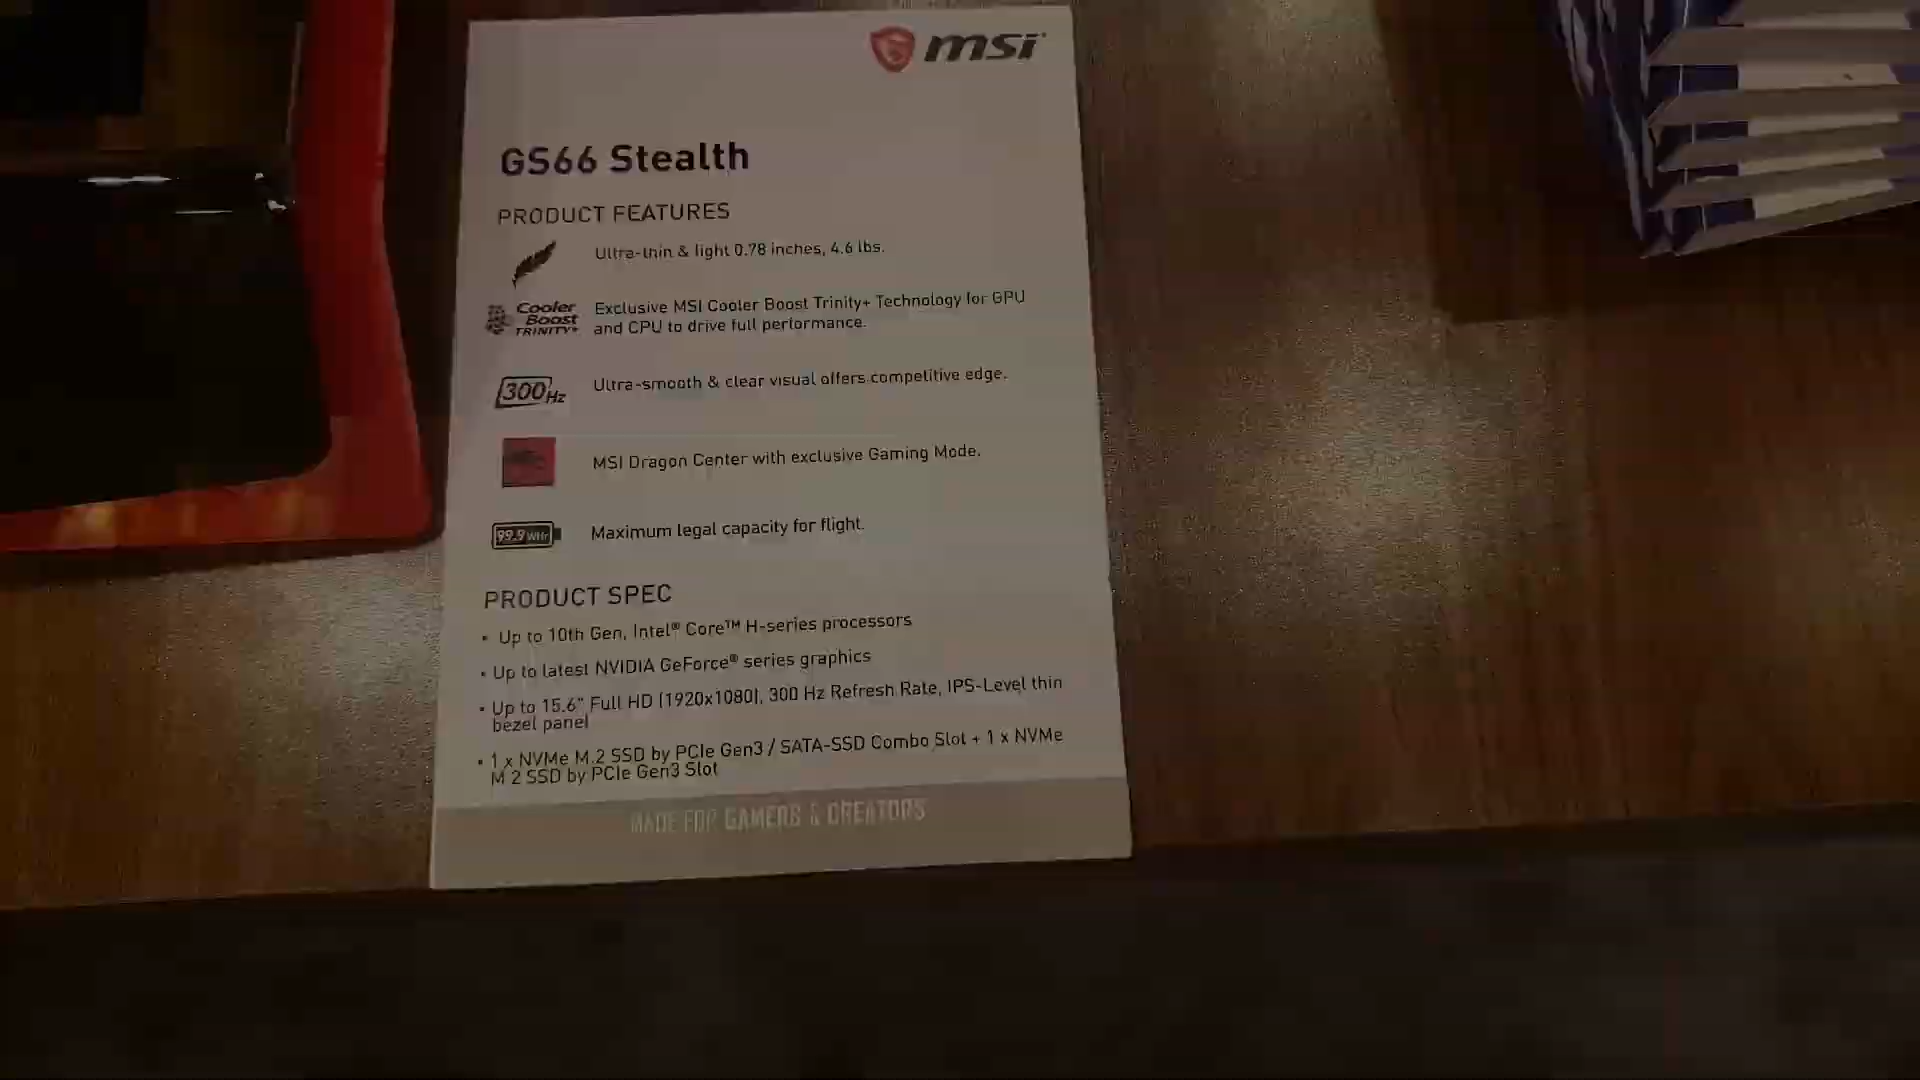 msi
GS66 Stealth
PRODUCT FEATURES
Ultra-thin & light 0.78 inches, 4.6 lbs.
Cooler
Boost
TRINITY+
Exclusive MSI Cooler Boost Trinity+ Technology for GPU
and CPU to drive full performance.
300Hz
Ultra-smooth & clear visual offers competitive edge.
MSI Dragon Center with exclusive Gaming Mode.
99.9 WHr
Maximum legal capacity for flight.
PRODUCT SPEC
• Up to 10th Gen, Intel® Core™ H-series processors
• Up to latest NVIDIA GeForce® series graphics
• Up to 15.6" Full HD (1920x1080), 300 Hz Refresh Rate, IPS-Level thin
bezel panel
• 1 x NVMe M.2 SSD by PCIe Gen3 / SATA-SSD Combo Slot + 1 x NVMe
M.2 SSD by PCIe Gen3 Slot
MADE FOR GAMERS & CREATORS